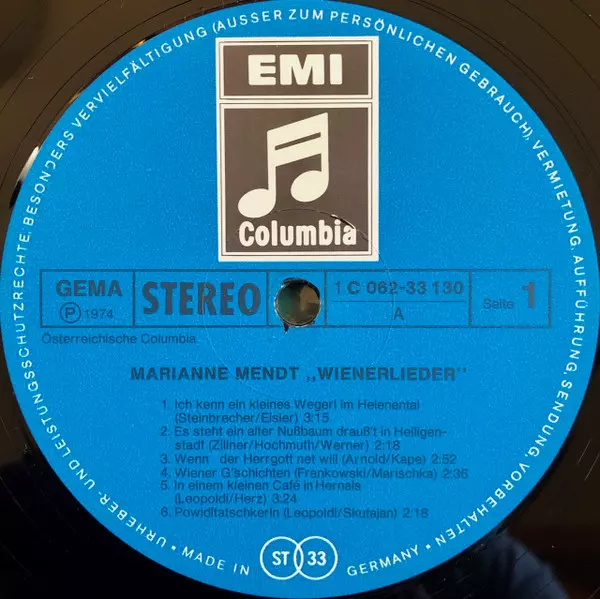 URHEBER- UND LEISTUNGSSCHUTZRECHTE, BESONDERS VERVIELFÄLTIGUNG (AUSSER ZUM PERSÖNLICHEN GEBRAUCH), VERMIETUNG, AUFFÜHRUNG, SENDUNG, VORBEHALTEN •
EMI
Columbia
GEMA
Ⓟ 1974
STEREO
1 C 062-33 130
A
Seite 1
Österreichische Columbia
MARIANNE MENDT „WIENERLIEDER"
1. Ich kenn ein kleines Wegerl im Helenental
(Steinbrecher/Elsler) 3:15
2. Es steht ein alter Nußbaum drauß't in Heiligen-
stadt (Zillner/Hochmuth/Werner) 2:18
3. Wenn der Herrgott net will (Arnold/Kape) 2:52
4. Wiener G'schichten (Frankowski/Marischka) 2:36
5. In einem kleinen Café in Hernals
(Leopoldi/Herz) 3:24
6. Powidltatschkerln (Leopoldi/Skutajan) 2:18
• MADE IN
ST 33
GERMANY •